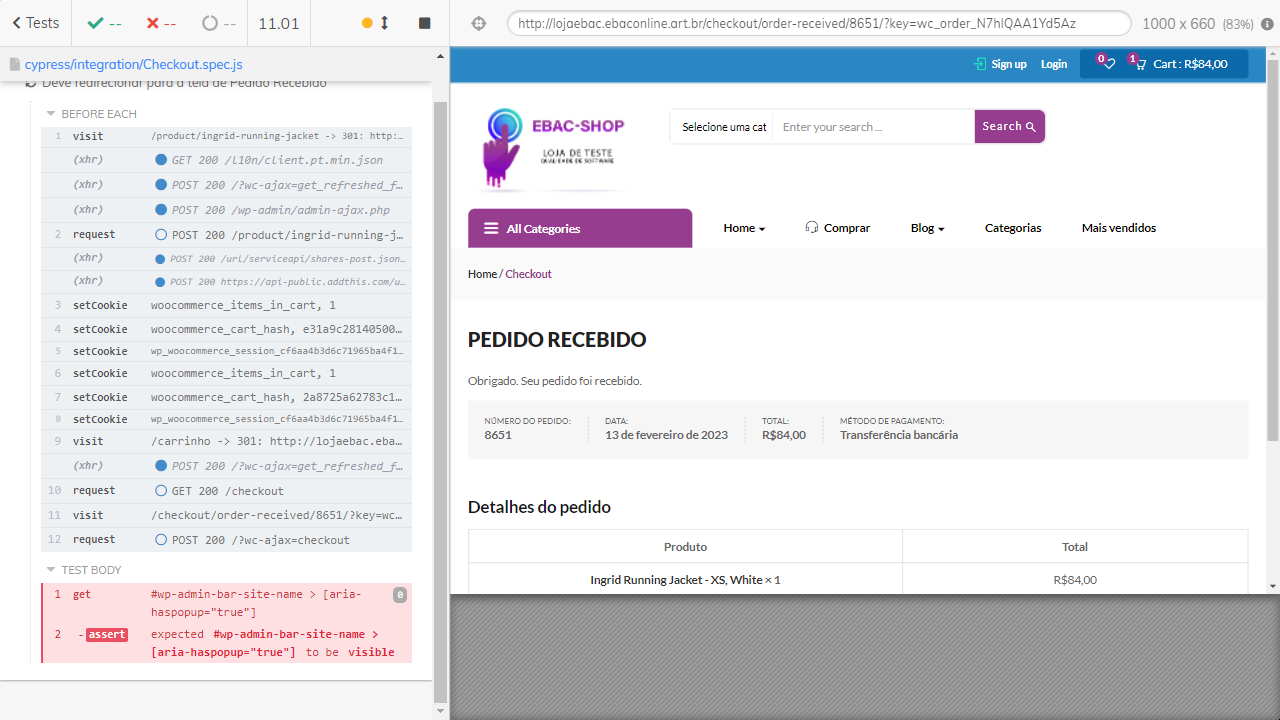 Tests
--
--
--
11.01
http://lojaebac.ebaconline.art.br/checkout/order-received/8651/?key=wc_order_N7hlQAA1Yd5Az
1000 x 660 (83%)
cypress/integration/Checkout.spec.js
Deve redirecionar para a tela de Pedido Recebido
BEFORE EACH
1 visit /product/ingrid-running-jacket -> 301: http:…
(xhr) GET 200 /l10n/client.pt.min.json
(xhr) POST 200 /?wc-ajax=get_refreshed_f…
(xhr) POST 200 /wp-admin/admin-ajax.php
2 request POST 200 /product/ingrid-running-j…
(xhr) POST 200 /url/serviceapi/shares-post.json…
(xhr) POST 200 https://api-public.addthis.com/u…
3 setCookie woocommerce_items_in_cart, 1
4 setCookie woocommerce_cart_hash, e31a9c28140500…
5 setCookie wp_woocommerce_session_cf6aa4b3d6c71965ba4f1…
6 setCookie woocommerce_items_in_cart, 1
7 setCookie woocommerce_cart_hash, 2a8725a62783c1…
8 setCookie wp_woocommerce_session_cf6aa4b3d6c71965ba4f1…
9 visit /carrinho -> 301: http://lojaebac.eba…
(xhr) POST 200 /?wc-ajax=get_refreshed_f…
10 request GET 200 /checkout
11 visit /checkout/order-received/8651/?key=wc…
12 request POST 200 /?wc-ajax=checkout
TEST BODY
1 get #wp-admin-bar-site-name > [aria-haspopup="true"] 0
2 -assert expected #wp-admin-bar-site-name > [aria-haspopup="true"] to be visible
Sign up Login 0 1 Cart : R$84,00
EBAC-SHOP
LOJA DE TESTE
QUALIDADE DE SOFTWARE
Selecione uma cat Enter your search ... Search
All Categories Home Comprar Blog Categorias Mais vendidos
Home / Checkout
PEDIDO RECEBIDO
Obrigado. Seu pedido foi recebido.
NÚMERO DO PEDIDO: DATA: TOTAL: MÉTODO DE PAGAMENTO:
8651 13 de fevereiro de 2023 R$84,00 Transferência bancária
Detalhes do pedido
Produto Total
Ingrid Running Jacket - XS, White × 1 R$84,00